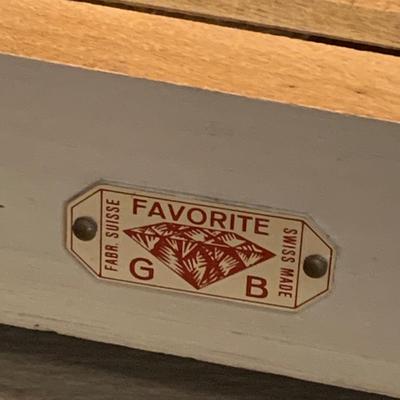 FABR. SUISSE
FAVORITE
G B
SWISS MADE